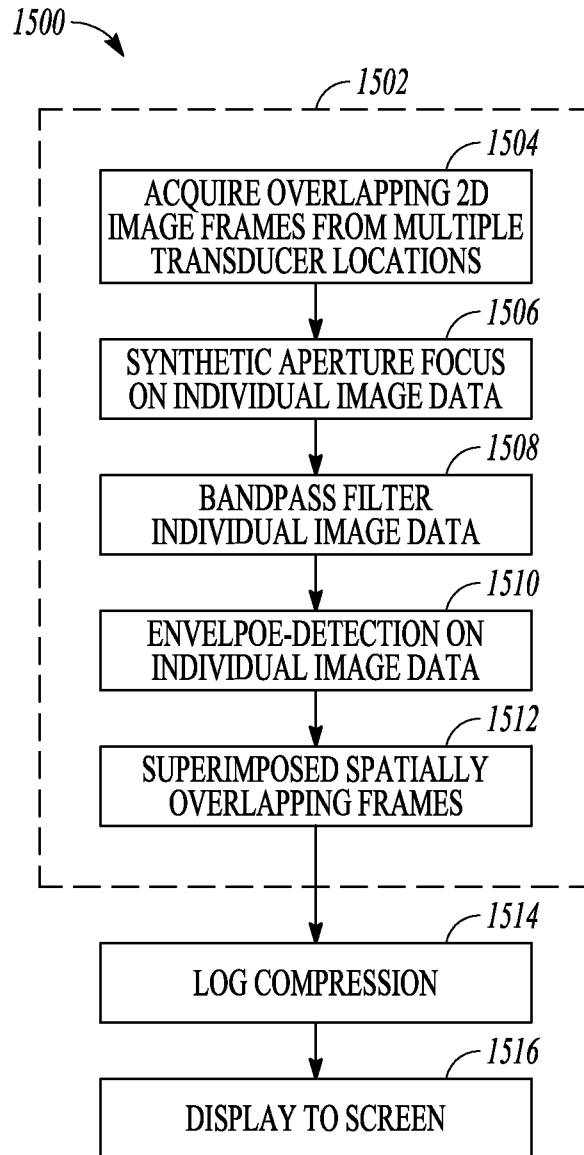 1500
1502
1504
ACQUIRE OVERLAPPING 2D
IMAGE FRAMES FROM MULTIPLE
TRANSDUCER LOCATIONS
1506
SYNTHETIC APERTURE FOCUS
ON INDIVIDUAL IMAGE DATA
1508
BANDPASS FILTER
INDIVIDUAL IMAGE DATA
1510
ENVELPOE-DETECTION ON
INDIVIDUAL IMAGE DATA
1512
SUPERIMPOSED SPATIALLY
OVERLAPPING FRAMES
1514
LOG COMPRESSION
1516
DISPLAY TO SCREEN